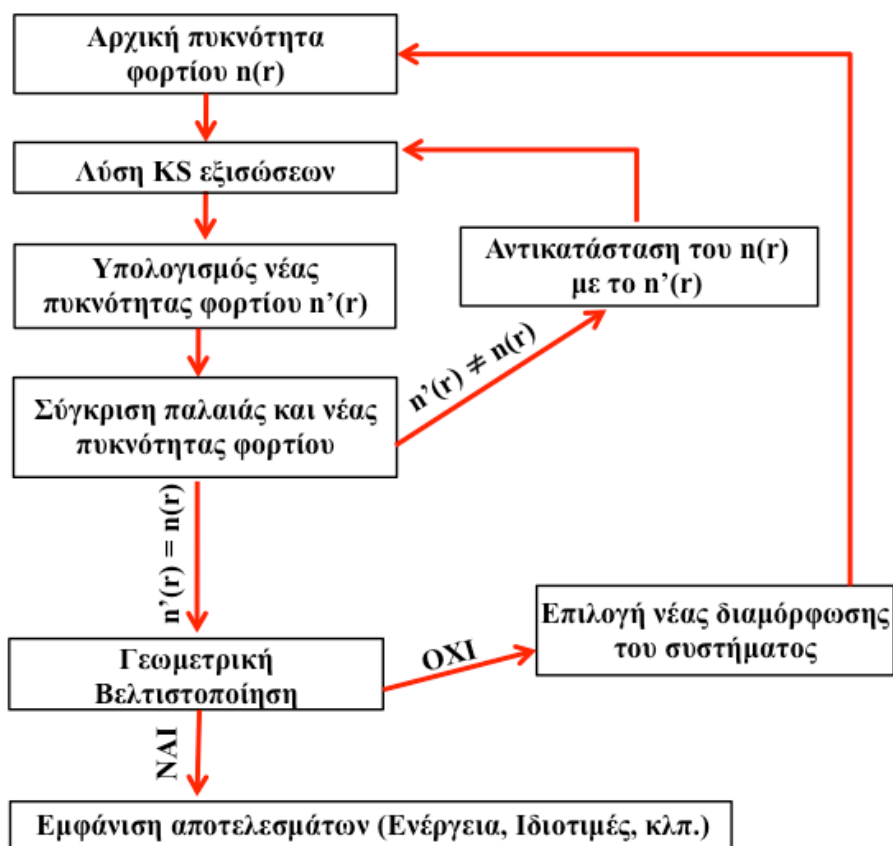 Αρχική πυκνότητα
φορτίου n(r)
Λύση KS εξισώσεων
Υπολογισμός νέας
πυκνότητας φορτίου n’(r)
Αντικατάσταση του n(r)
με το n’(r)
n’(r) ≠ n(r)
Σύγκριση παλαιάς και νέας
πυκνότητας φορτίου
n’(r) = n(r)
Επιλογή νέας διαμόρφωσης
του συστήματος
ΟΧΙ
Γεωμετρική
Βελτιστοποίηση
ΝΑΙ
Εμφάνιση αποτελεσμάτων (Ενέργεια, Ιδιοτιμές, κλπ.)